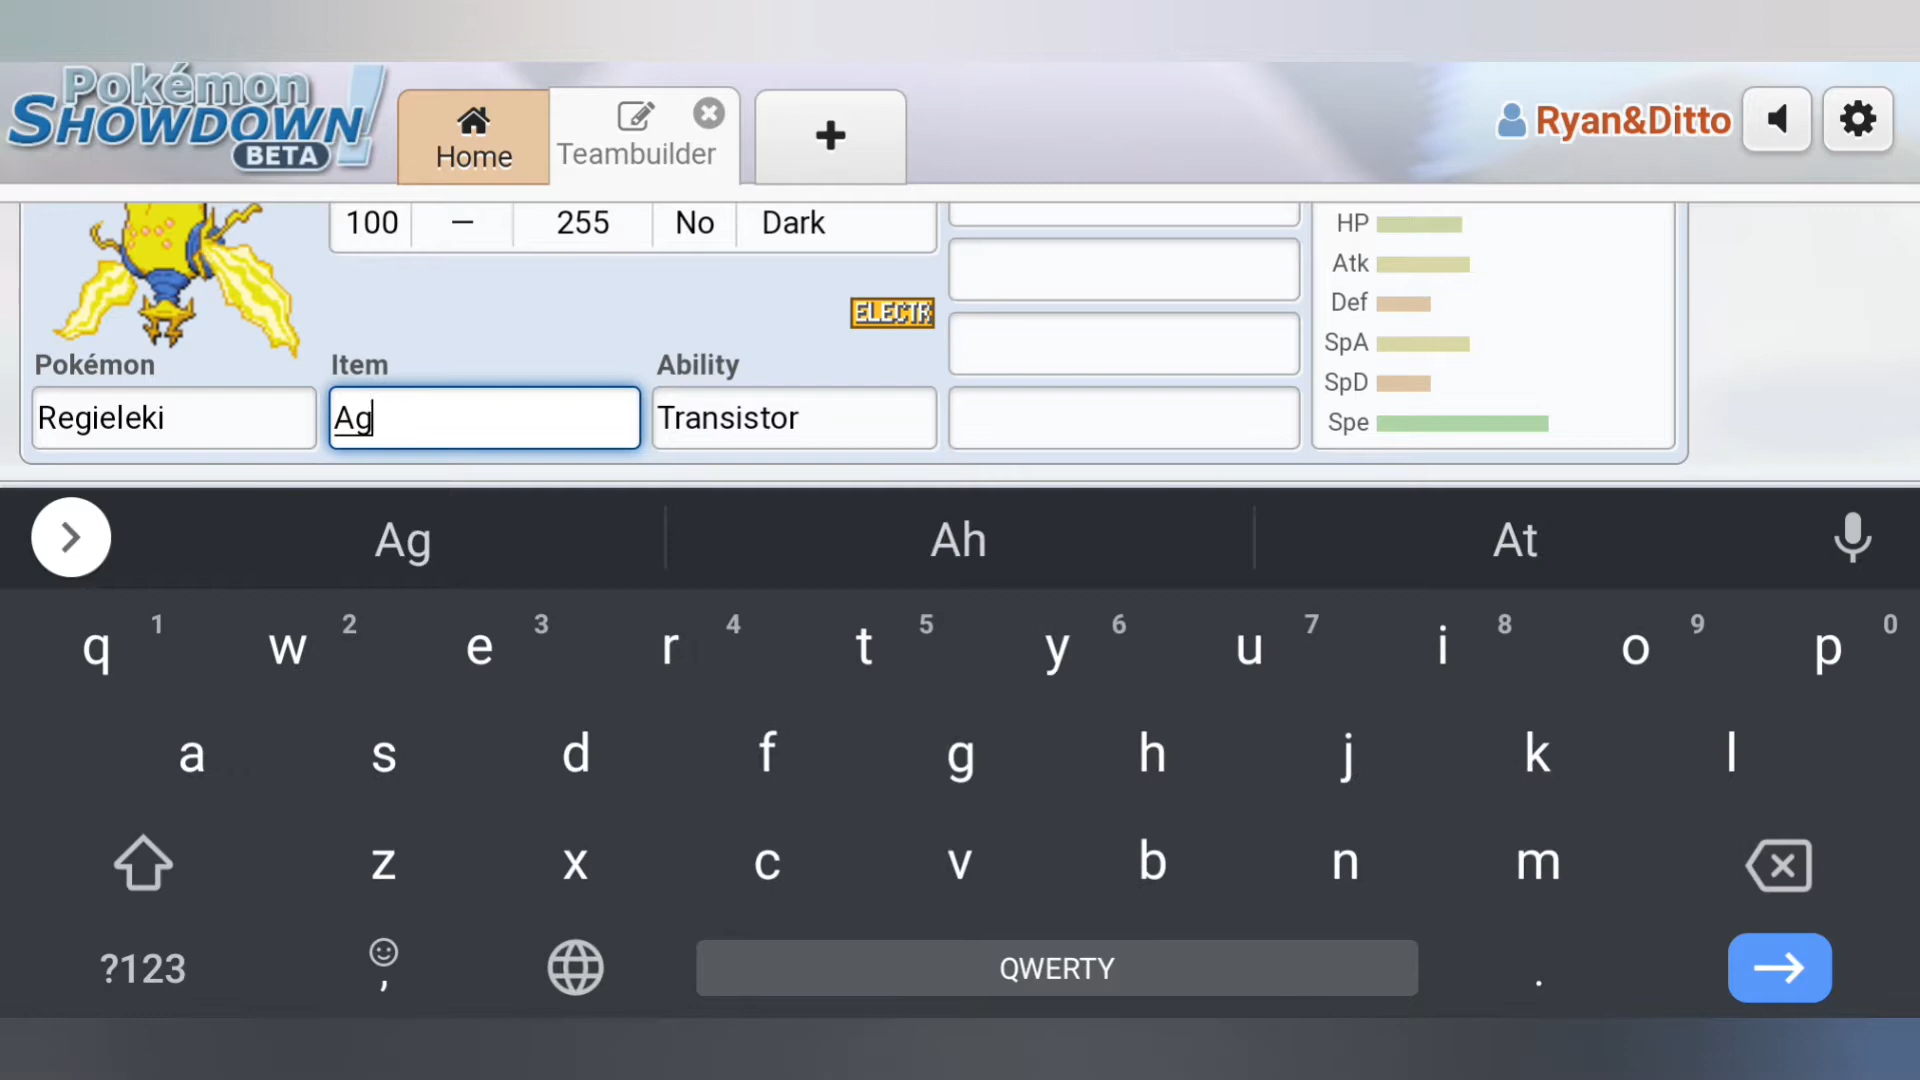 Pokémon
SHOWDOWN!
BETA
Home
Teambuilder
+
Ryan&Ditto
100 — 255 No Dark
ELECTR
Pokémon Item Ability
Regieleki Ag Transistor
HP
Atk
Def
SpA
SpD
Spe
Ag Ah At
q 1 w 2 e 3 r 4 t 5 y 6 u 7 i 8 o 9 p 0
a s d f g h j k l
z x c v b n m
?123 , QWERTY .